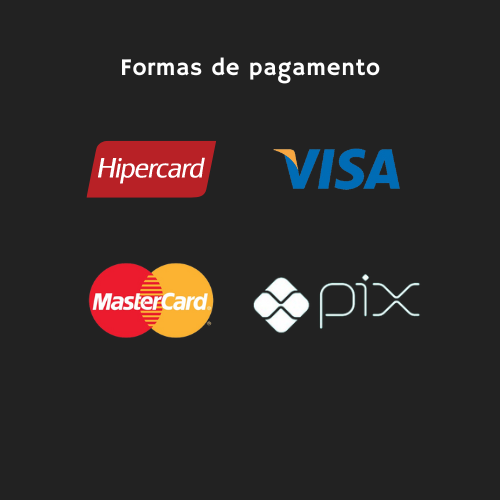 Formas de pagamento
Hipercard
VISA
MasterCard
pix